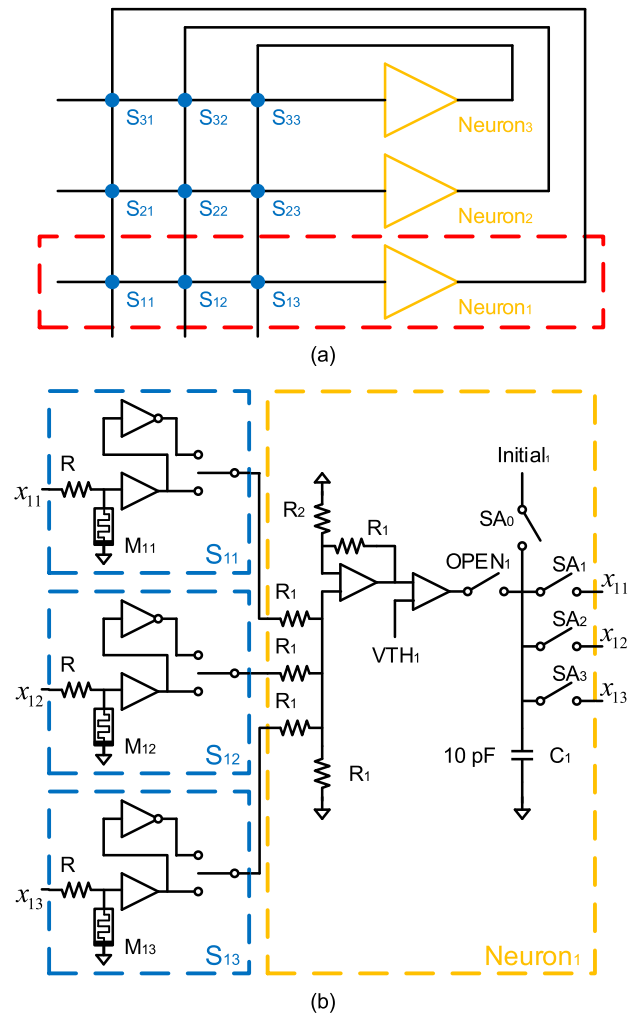 S31 S32 S33 Neuron3
S21 S22 S23 Neuron2
S11 S12 S13 Neuron1
(a)
R
x11
M11
S11
R
x12
M12
S12
R
x13
M13
S13
R2
R1
R1
R1
R1
R1
VTH1
OPEN1
Initial1
SA0
SA1
x11
SA2
x12
SA3
x13
10 pF C1
Neuron1
(b)